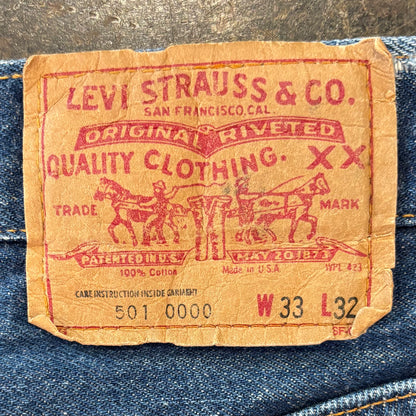 LEVI STRAUSS & CO.
SAN FRANCISCO, CAL
ORIGINAL RIVETED
QUALITY CLOTHING. XX
TRADE MARK
PATENTED IN U.S. MAY 20 1873
100% Cotton Made in U.S.A WPL 423
CARE INSTRUCTION INSIDE GARMENT
501 0000 W 33 L 32